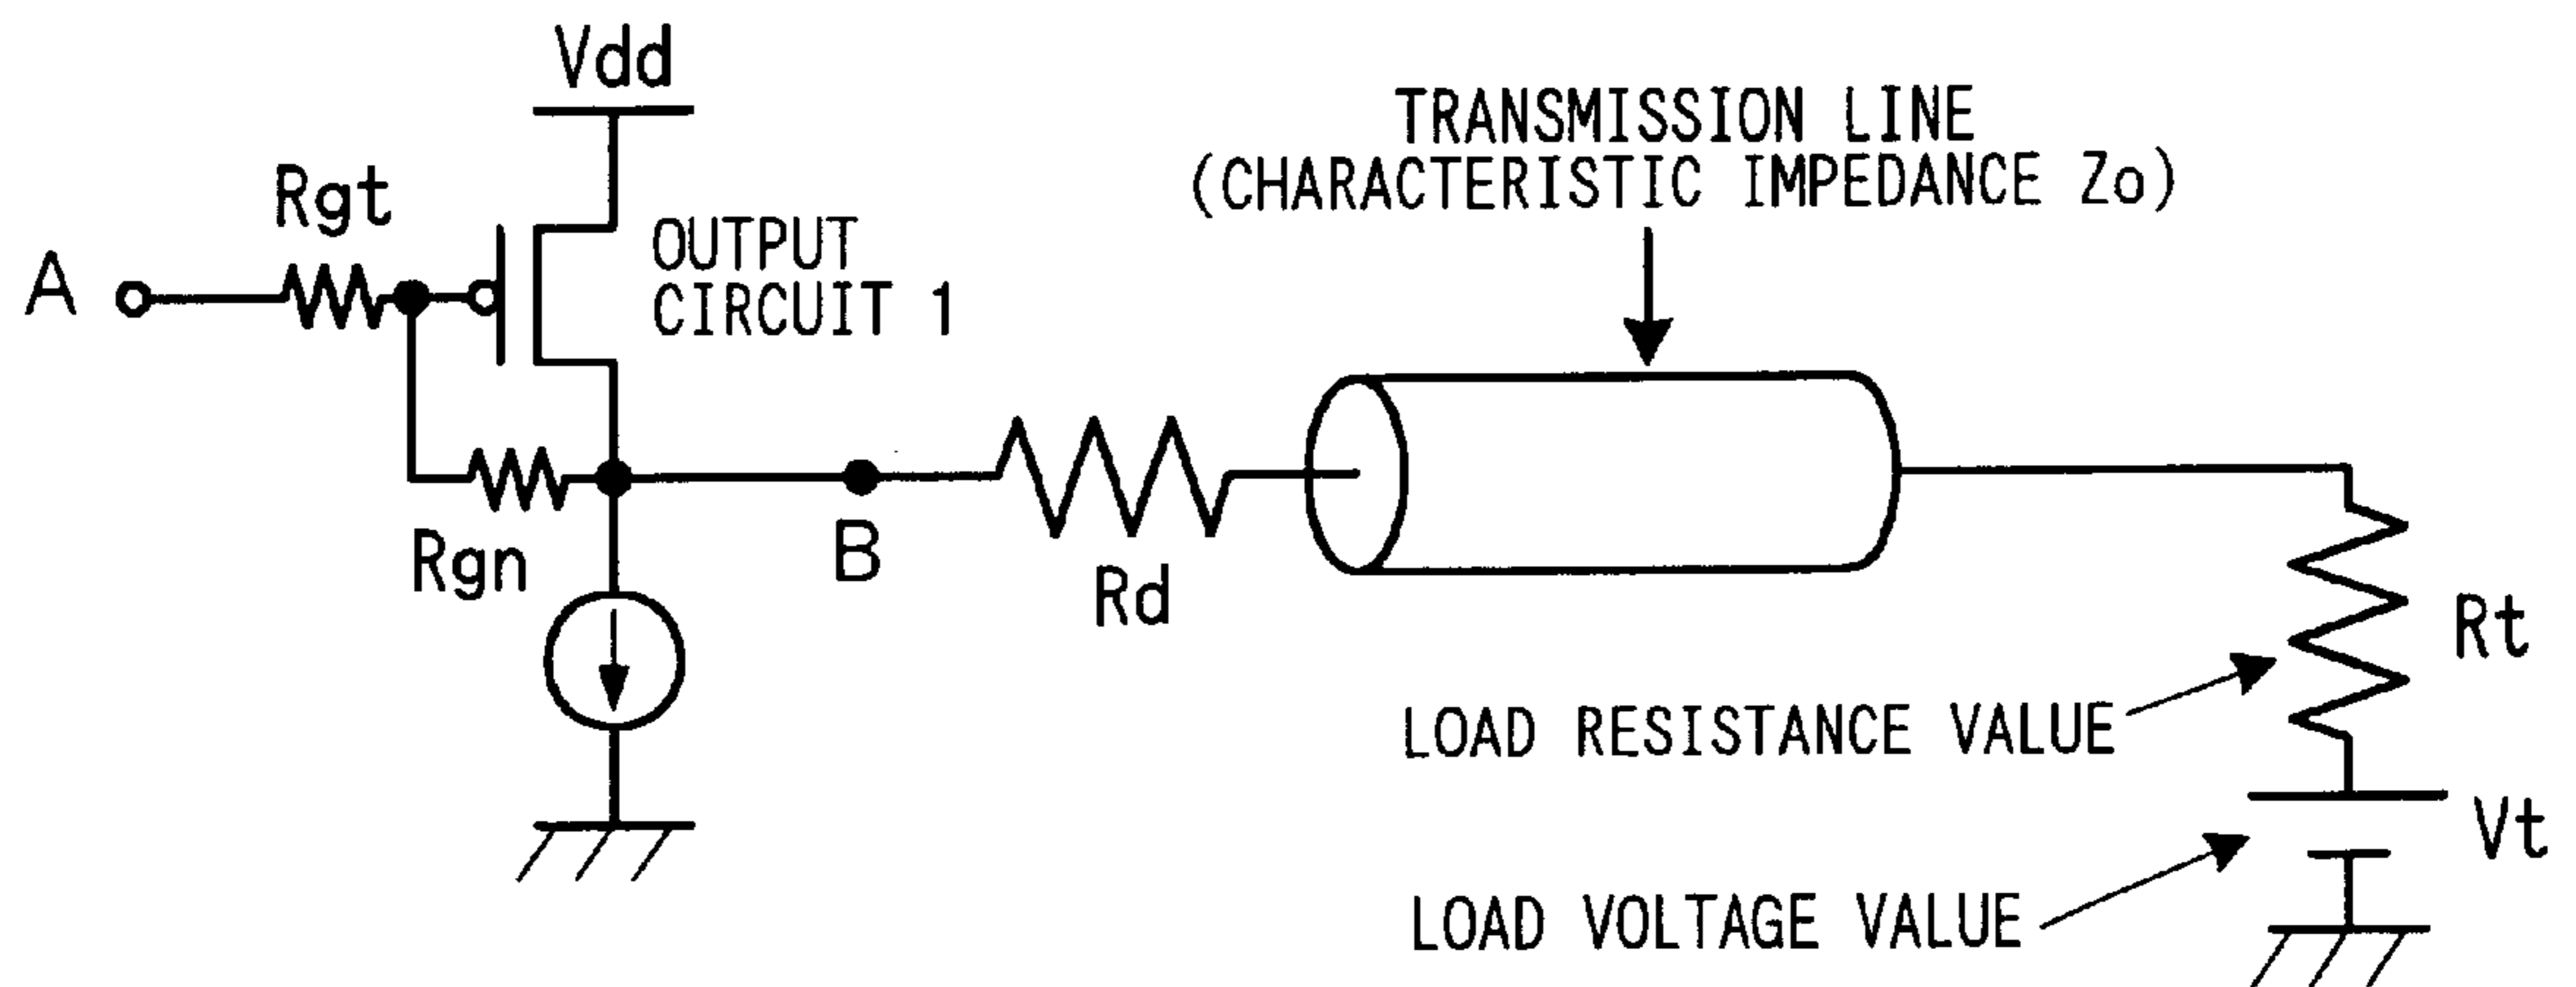 Vdd
Rgt
A
OUTPUT
CIRCUIT 1
TRANSMISSION LINE
(CHARACTERISTIC IMPEDANCE Zo)
Rgn
B
Rd
Rt
LOAD RESISTANCE VALUE
Vt
LOAD VOLTAGE VALUE